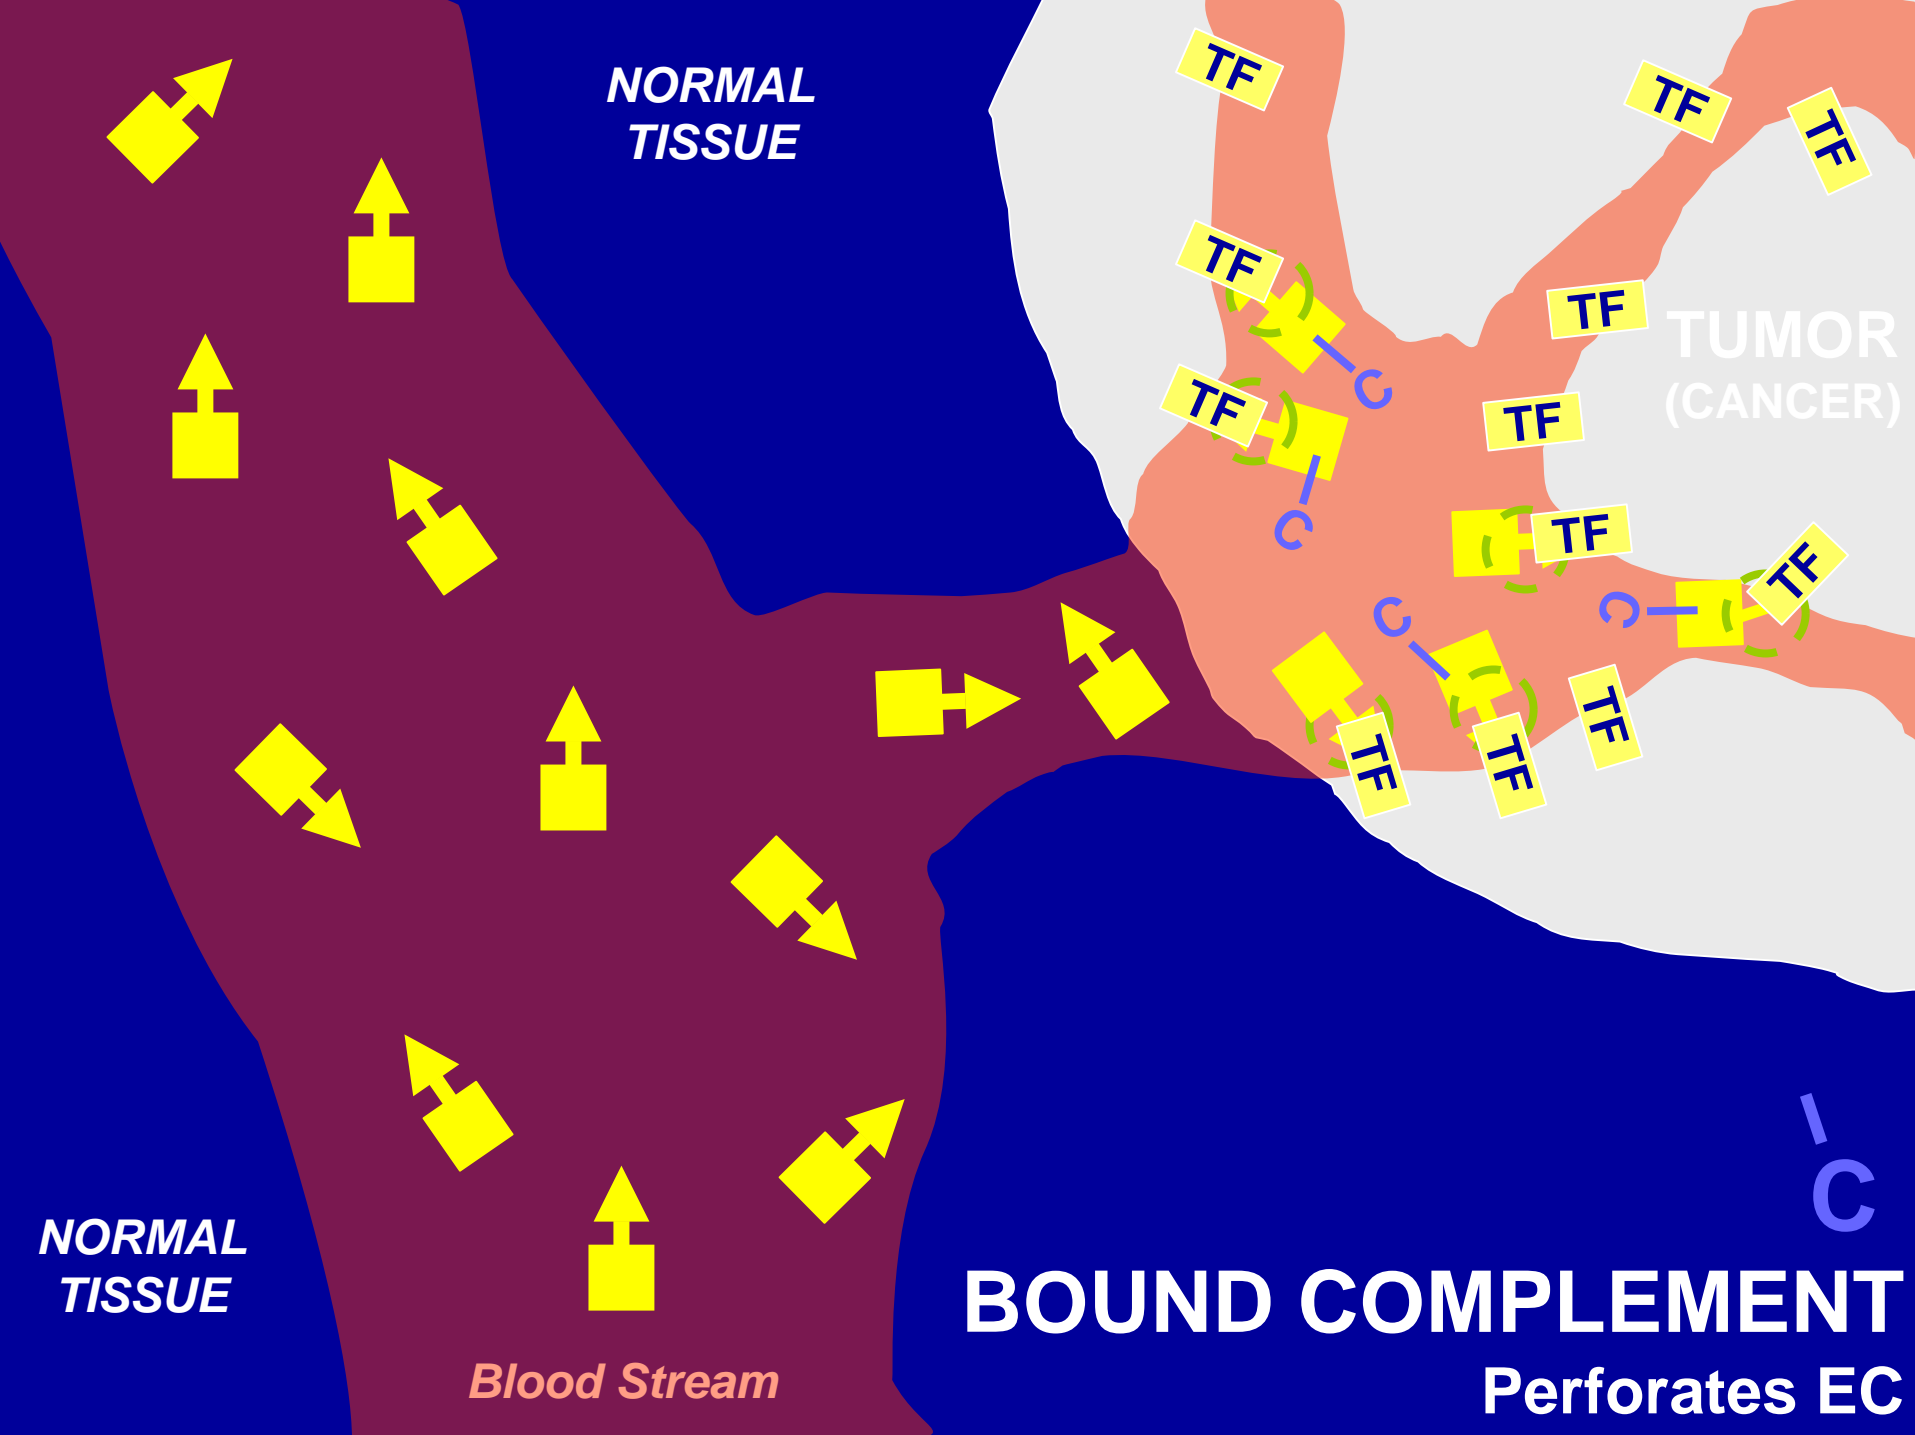 NORMAL
TISSUE
TF
TF
TF
TF
TF
TUMOR
(CANCER)
TF
C
TF
C
TF
TF
C
C
TF
TF
TF
C
NORMAL
TISSUE
BOUND COMPLEMENT
Perforates EC
Blood Stream